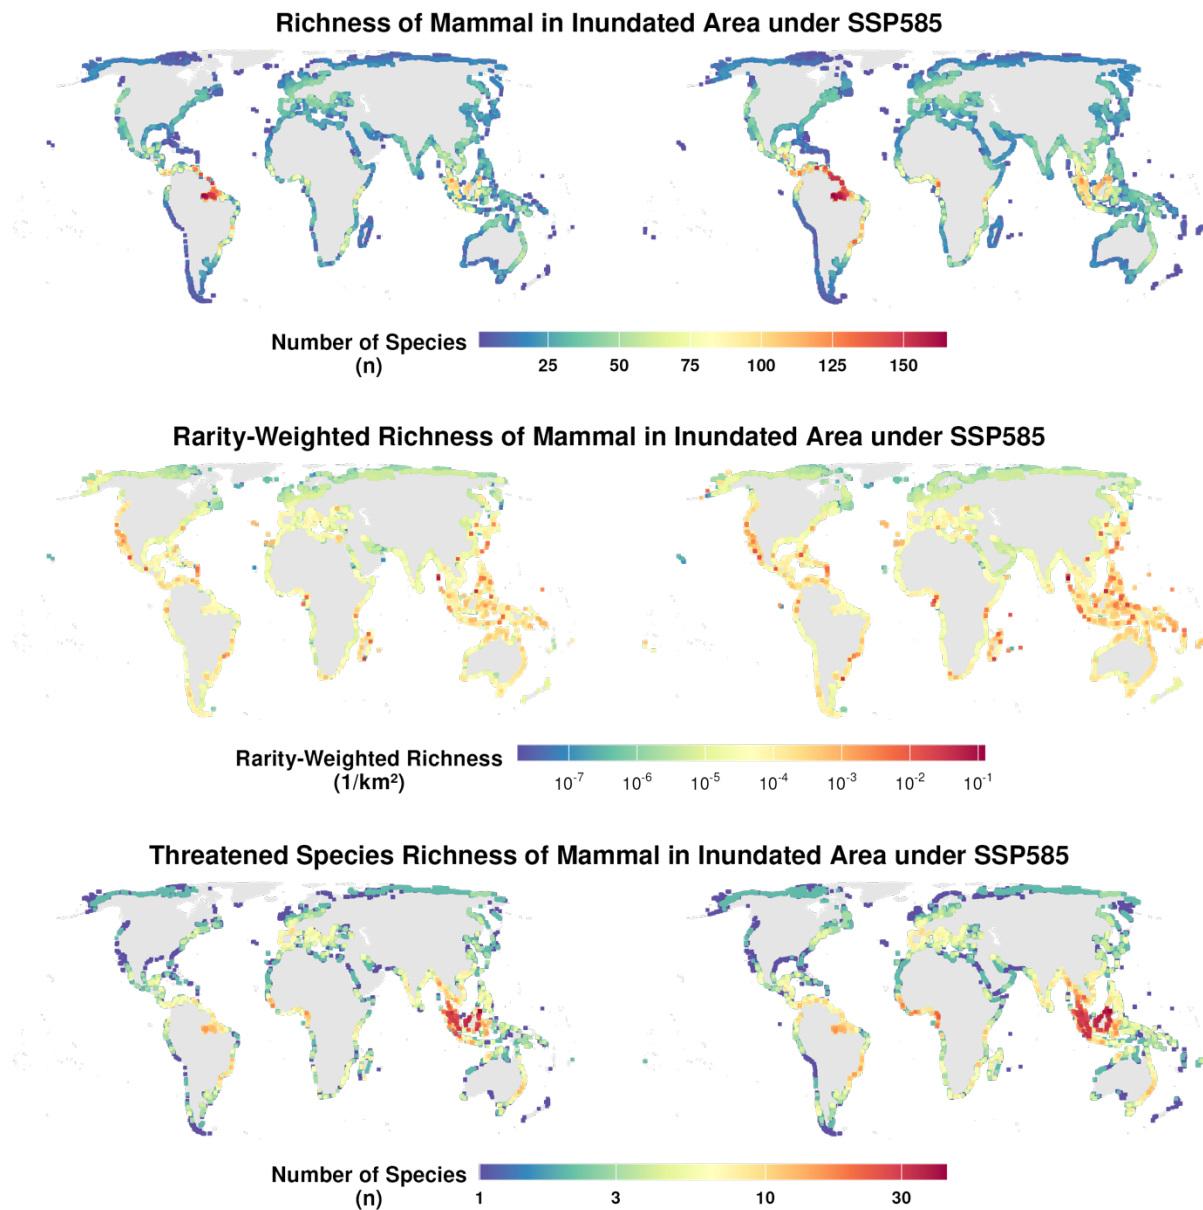 Richness of Mammal in Inundated Area under SSP585
Number of Species
(n)
25 50 75 100 125 150
Rarity-Weighted Richness of Mammal in Inundated Area under SSP585
Rarity-Weighted Richness
(1/km²)
10⁻⁷ 10⁻⁶ 10⁻⁵ 10⁻⁴ 10⁻³ 10⁻² 10⁻¹
Threatened Species Richness of Mammal in Inundated Area under SSP585
Number of Species
(n)
1 3 10 30